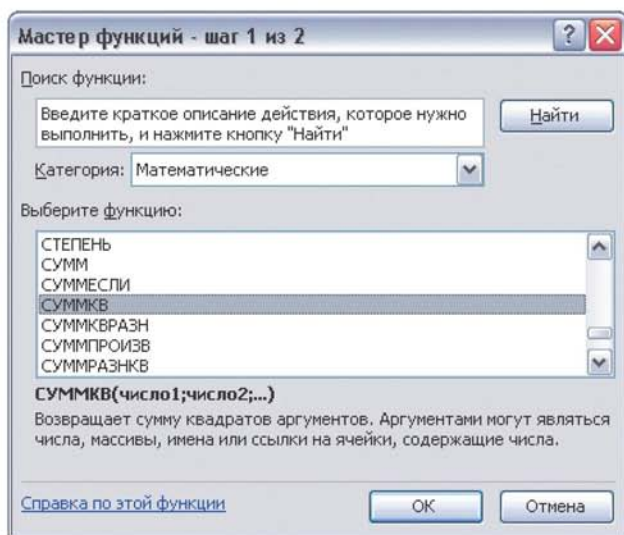 Мастер функций - шаг 1 из 2
?
Поиск функции:
Введите краткое описание действия, которое нужно
выполнить, и нажмите кнопку "Найти"
Найти
Категория: Математические
Выберите функцию:
СТЕПЕНЬ
СУММ
СУММЕСЛИ
СУММКВ
СУММКВРАЗН
СУММПРОИЗВ
СУММРАЗНКВ
СУММКВ(число1;число2;...)
Возвращает сумму квадратов аргументов. Аргументами могут являться
числа, массивы, имена или ссылки на ячейки, содержащие числа.
Справка по этой функции
ОК
Отмена